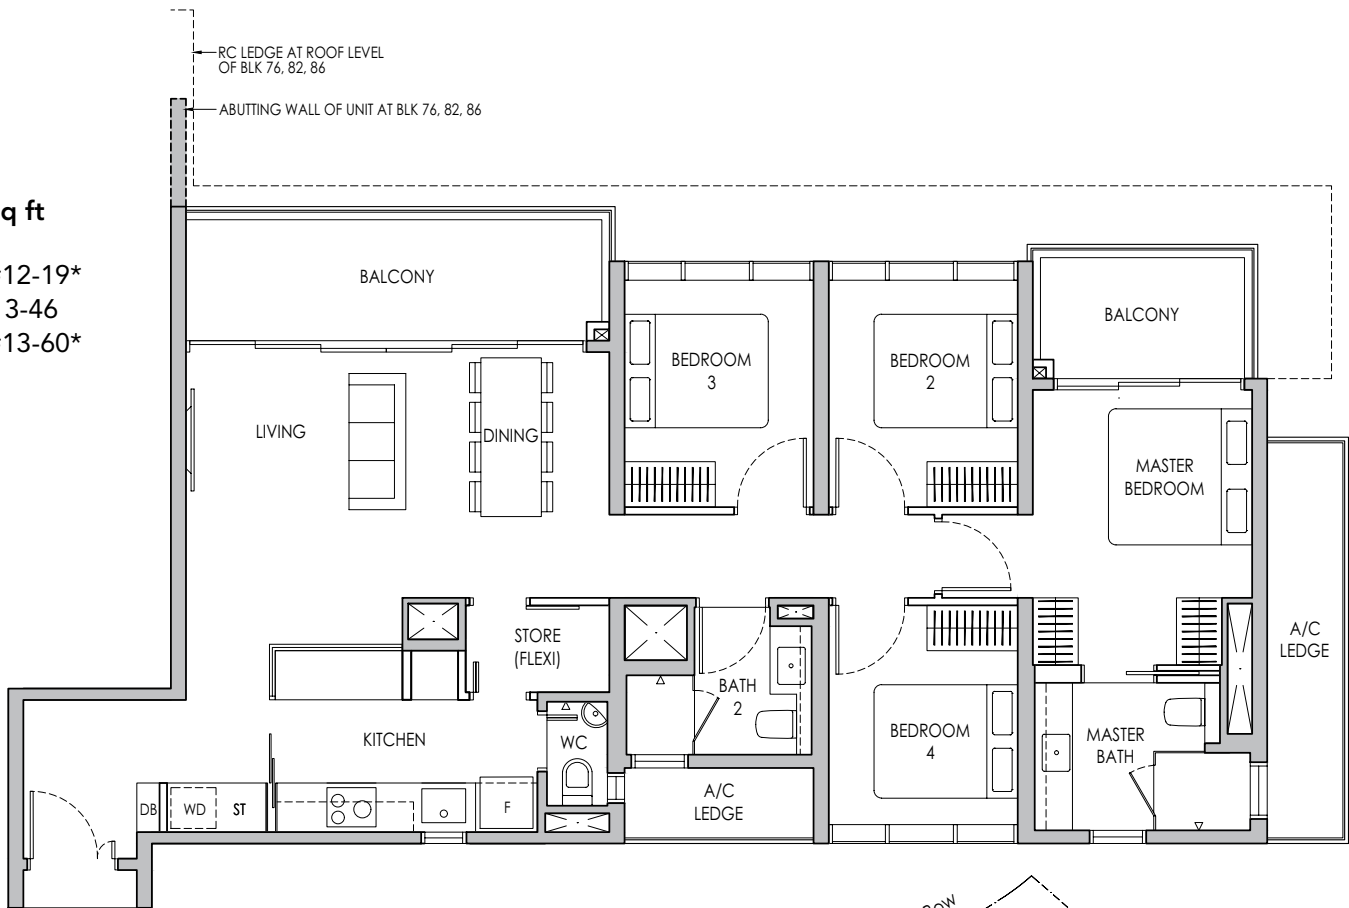 RC LEDGE AT ROOF LEVEL
OF BLK 76, 82, 86
ABUTTING WALL OF UNIT AT BLK 76, 82, 86
q ft
12-19*
3-46
13-60*
BALCONY
BALCONY
BEDROOM
3
BEDROOM
2
LIVING
DINING
MASTER
BEDROOM
STORE
(FLEXI)
A/C
LEDGE
BATH
2
KITCHEN
WC
BEDROOM
4
MASTER
BATH
DB
WD
ST
F
A/C
LEDGE